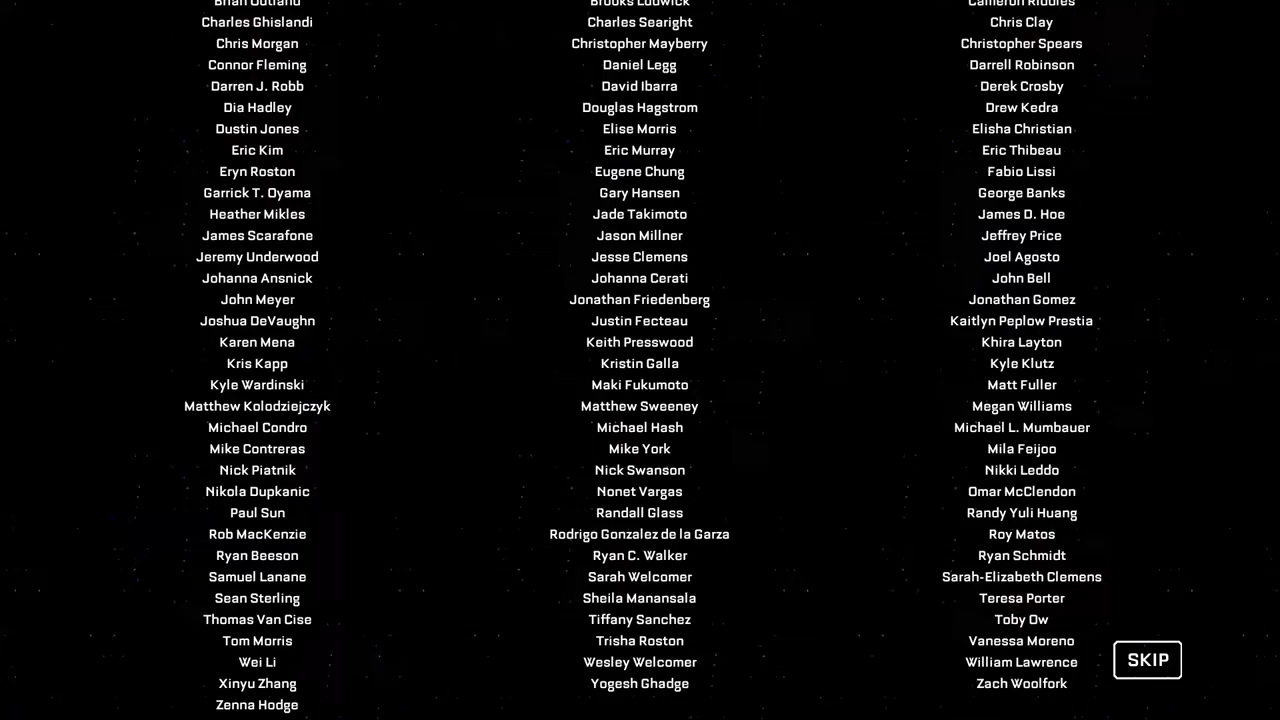 Brian Outland Brooks Ludwick Cameron Riddles
Charles Ghislandi Charles Searight Chris Clay
Chris Morgan Christopher Mayberry Christopher Spears
Connor Fleming Daniel Legg Darrell Robinson
Darren J. Robb David Ibarra Derek Crosby
Dia Hadley Douglas Hagstrom Drew Kedra
Dustin Jones Elise Morris Elisha Christian
Eric Kim Eric Murray Eric Thibeau
Eryn Roston Eugene Chung Fabio Lissi
Garrick T. Oyama Gary Hansen George Banks
Heather Mikles Jade Takimoto James D. Hoe
James Scarafone Jason Millner Jeffrey Price
Jeremy Underwood Jesse Clemens Joel Agosto
Johanna Ansnick Johanna Cerati John Bell
John Meyer Jonathan Friedenberg Jonathan Gomez
Joshua DeVaughn Justin Fecteau Kaitlyn Peplow Prestia
Karen Mena Keith Presswood Khira Layton
Kris Kapp Kristin Galla Kyle Klutz
Kyle Wardinski Maki Fukumoto Matt Fuller
Matthew Kolodziejczyk Matthew Sweeney Megan Williams
Michael Condro Michael Hash Michael L. Mumbauer
Mike Contreras Mike York Mila Feijoo
Nick Piatnik Nick Swanson Nikki Leddo
Nikola Dupkanic Nonet Vargas Omar McClendon
Paul Sun Randall Glass Randy Yuli Huang
Rob MacKenzie Rodrigo Gonzalez de la Garza Roy Matos
Ryan Beeson Ryan C. Walker Ryan Schmidt
Samuel Lanane Sarah Welcomer Sarah-Elizabeth Clemens
Sean Sterling Sheila Manansala Teresa Porter
Thomas Van Cise Tiffany Sanchez Toby Ow
Tom Morris Trisha Roston Vanessa Moreno
Wei Li Wesley Welcomer William Lawrence
SKIP
Xinyu Zhang Yogesh Ghadge Zach Woolfork
Zenna Hodge